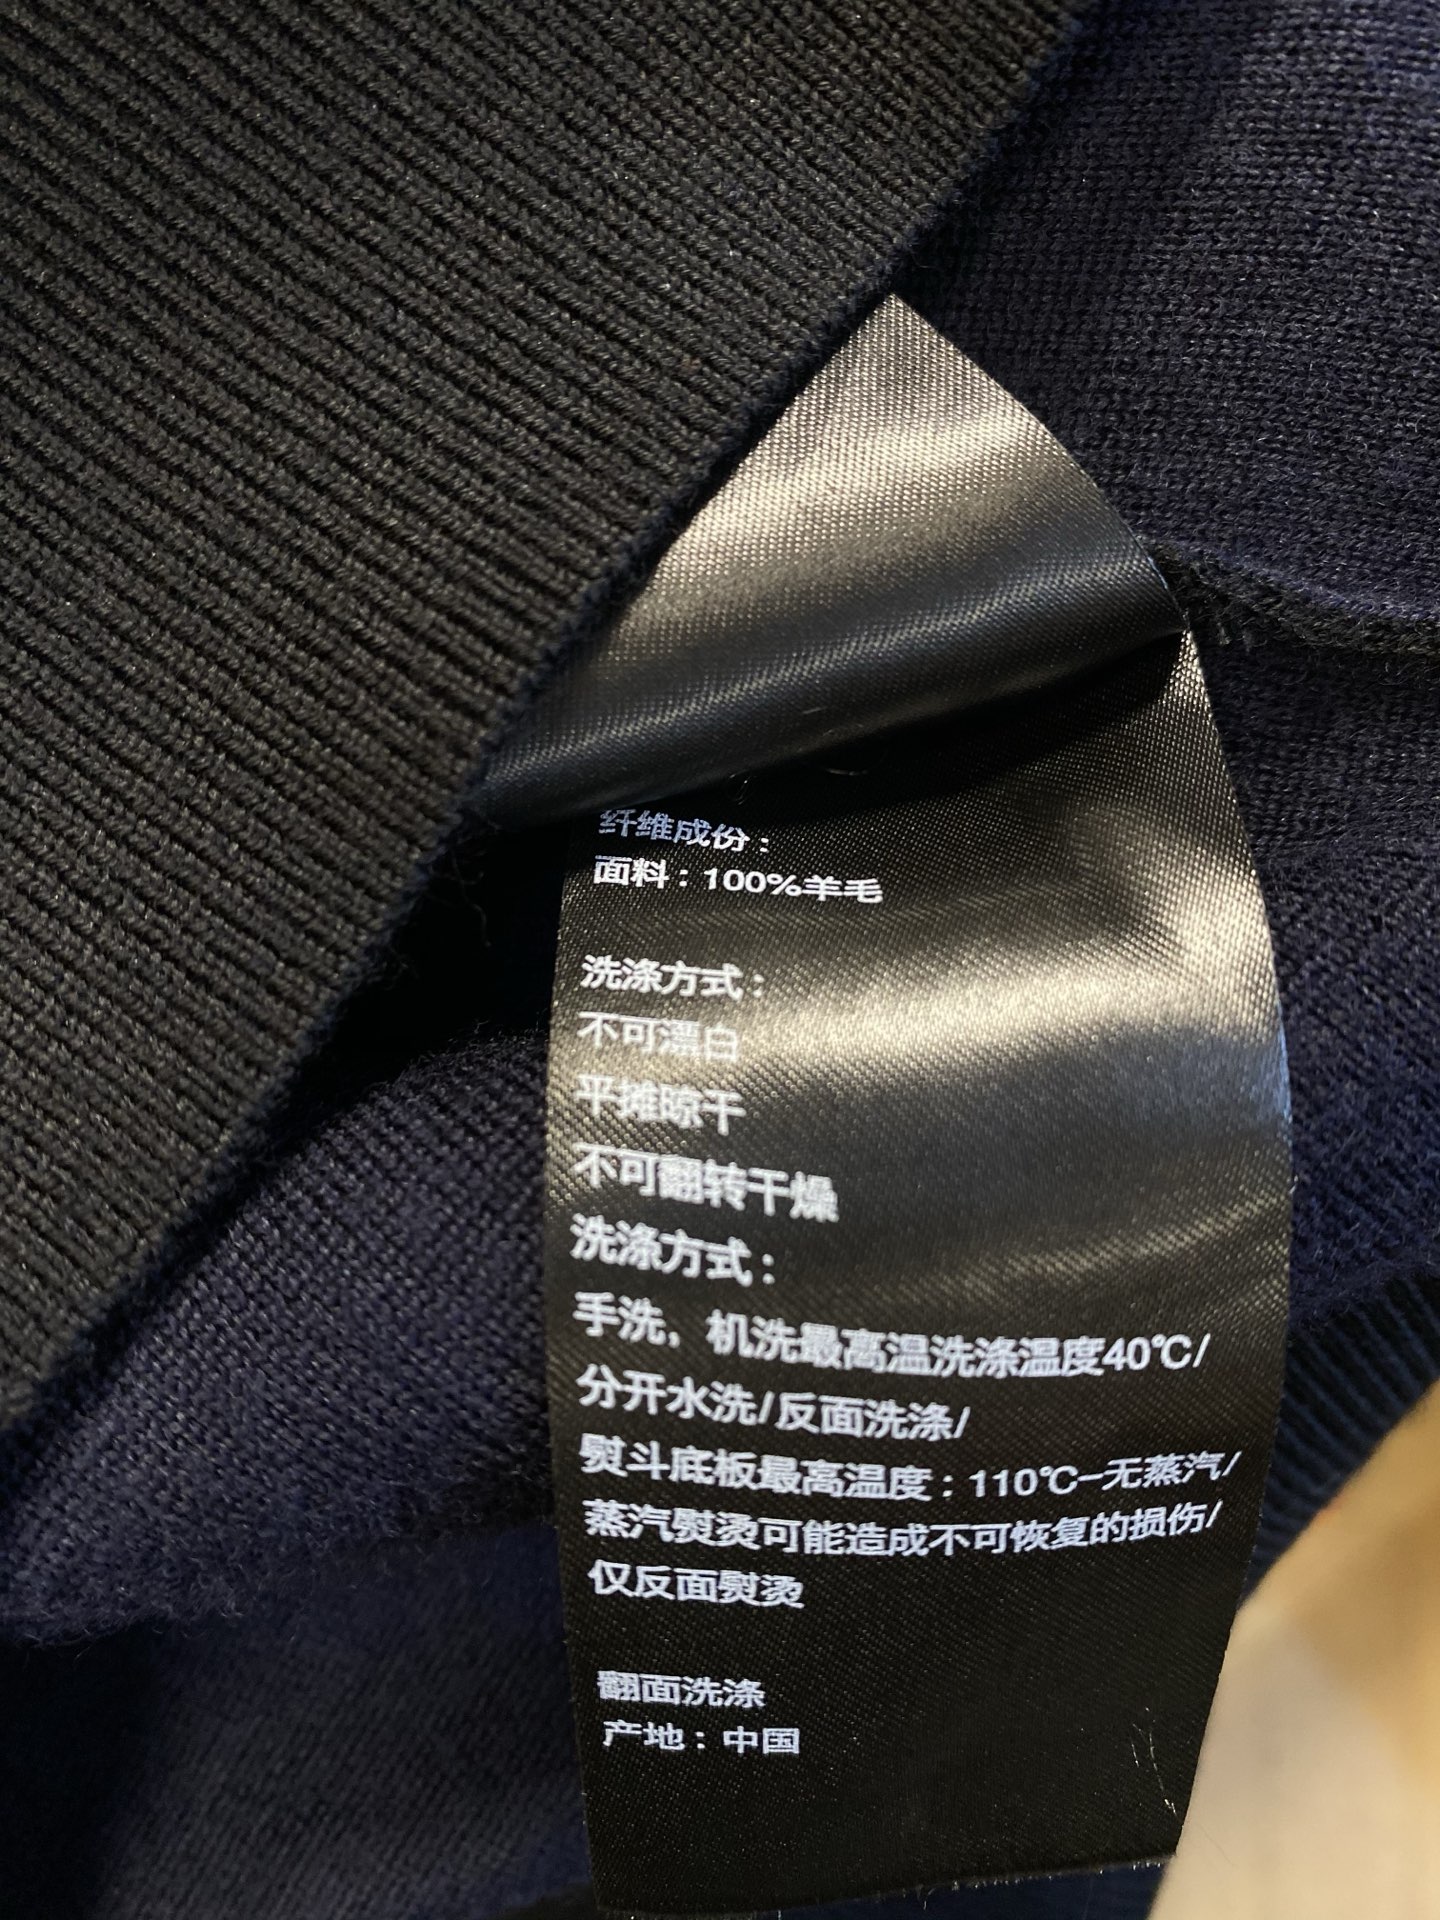 纤维成份：
面料：100%羊毛
洗涤方式：
不可漂白
平摊晾干
不可翻转干燥
洗涤方式：
手洗，机洗最高温洗涤温度40℃/
分开水洗/反面洗涤/
熨斗底板最高温度：110℃-无蒸汽/
蒸汽熨烫可能造成不可恢复的损伤/
仅反面熨烫
翻面洗涤
产地：中国